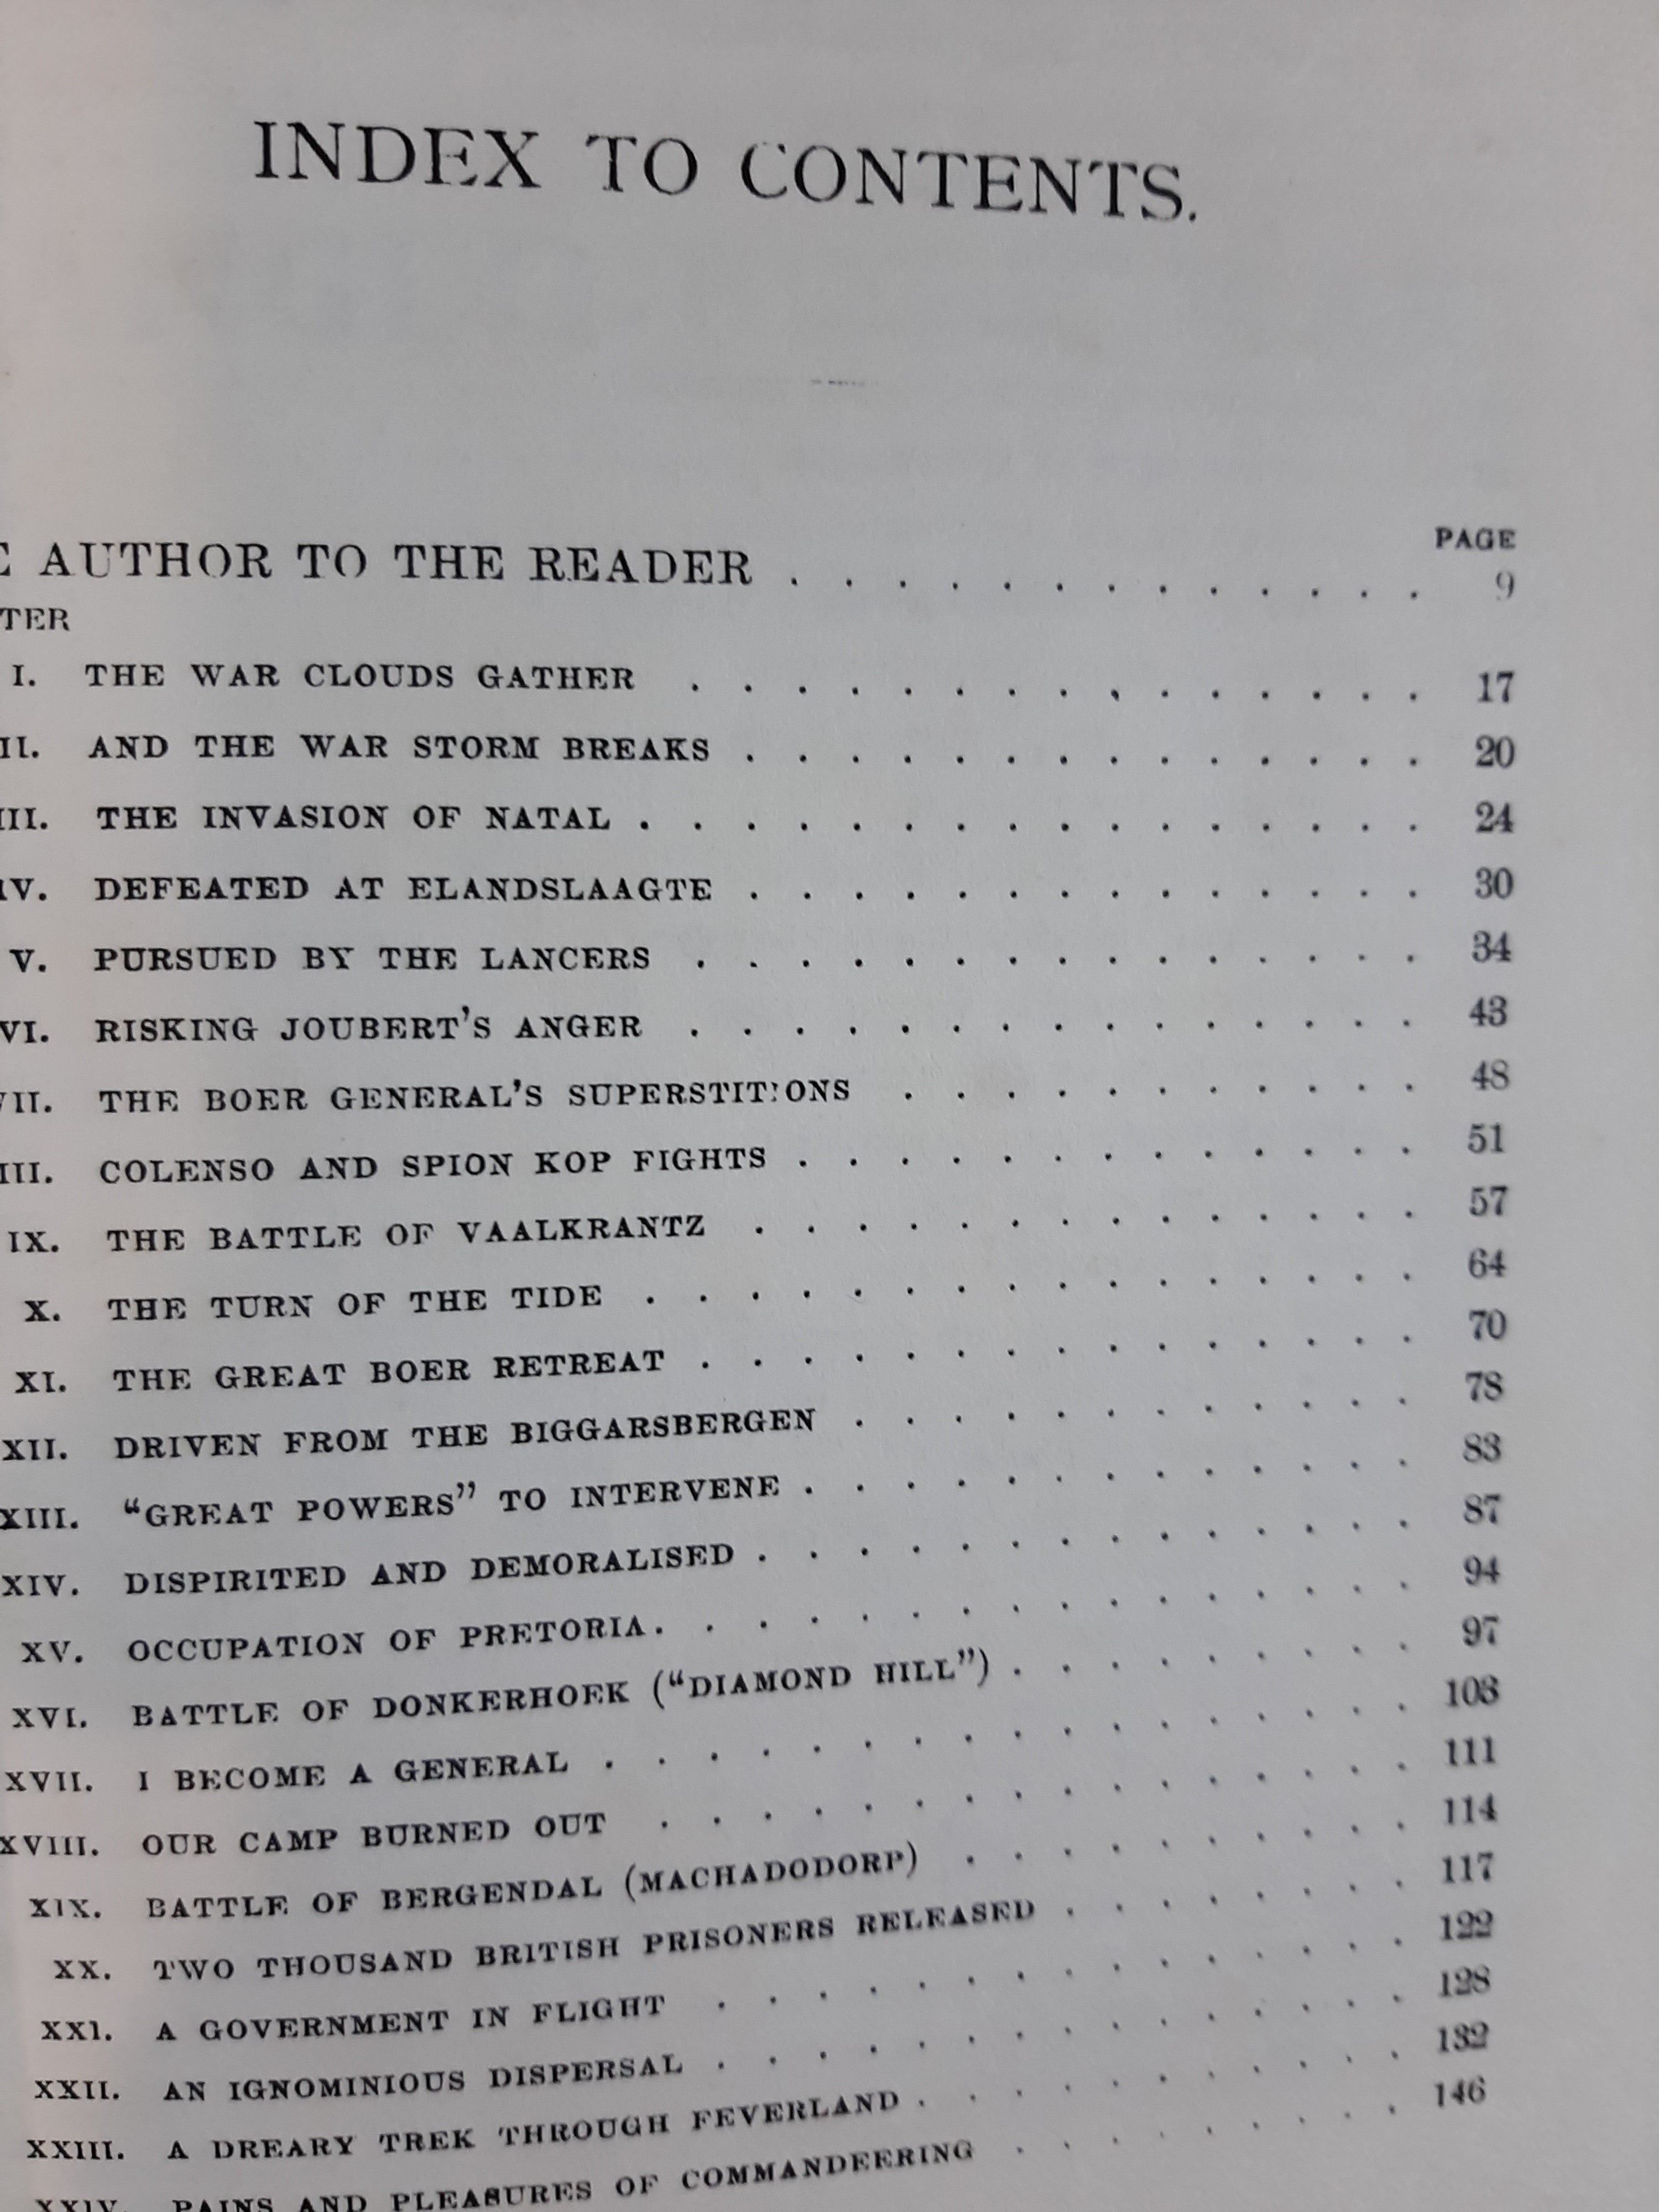 INDEX TO CONTENTS.
PAGE
E AUTHOR TO THE READER . . . . . . . . . . . . . 9
TER
I. THE WAR CLOUDS GATHER . . . . . . . . . . . . . . . 17
II. AND THE WAR STORM BREAKS . . . . . . . . . . . . . . 20
III. THE INVASION OF NATAL . . . . . . . . . . . . . . . . 24
IV. DEFEATED AT ELANDSLAAGTE . . . . . . . . . . . . . . 30
V. PURSUED BY THE LANCERS . . . . . . . . . . . . . . . 34
VI. RISKING JOUBERT'S ANGER . . . . . . . . . . . . . . . 43
VII. THE BOER GENERAL'S SUPERSTITIONS . . . . . . . . . . . 48
III. COLENSO AND SPION KOP FIGHTS . . . . . . . . . . . . . 51
IX. THE BATTLE OF VAALKRANTZ . . . . . . . . . . . . . . 57
X. THE TURN OF THE TIDE . . . . . . . . . . . . . . . . 64
XI. THE GREAT BOER RETREAT . . . . . . . . . . . . . . . 70
XII. DRIVEN FROM THE BIGGARSBERGEN . . . . . . . . . . . . 78
XIII. "GREAT POWERS" TO INTERVENE . . . . . . . . . . . . . 83
XIV. DISPIRITED AND DEMORALISED . . . . . . . . . . . . . . 87
XV. OCCUPATION OF PRETORIA . . . . . . . . . . . . . . . . 94
XVI. BATTLE OF DONKERHOEK ("DIAMOND HILL") . . . . . . . . . 97
XVII. I BECOME A GENERAL . . . . . . . . . . . . . . . . . 103
XVIII. OUR CAMP BURNED OUT . . . . . . . . . . . . . . . . 111
XIX. BATTLE OF BERGENDAL (MACHADODORP) . . . . . . . . . . 114
XX. TWO THOUSAND BRITISH PRISONERS RELEASED . . . . . . . . 117
XXI. A GOVERNMENT IN FLIGHT . . . . . . . . . . . . . . . 122
XXII. AN IGNOMINIOUS DISPERSAL . . . . . . . . . . . . . . 128
XXIII. A DREARY TREK THROUGH FEVERLAND . . . . . . . . . . . 132
XXIV. PAINS AND PLEASURES OF COMMANDEERING . . . . . . . . . 146